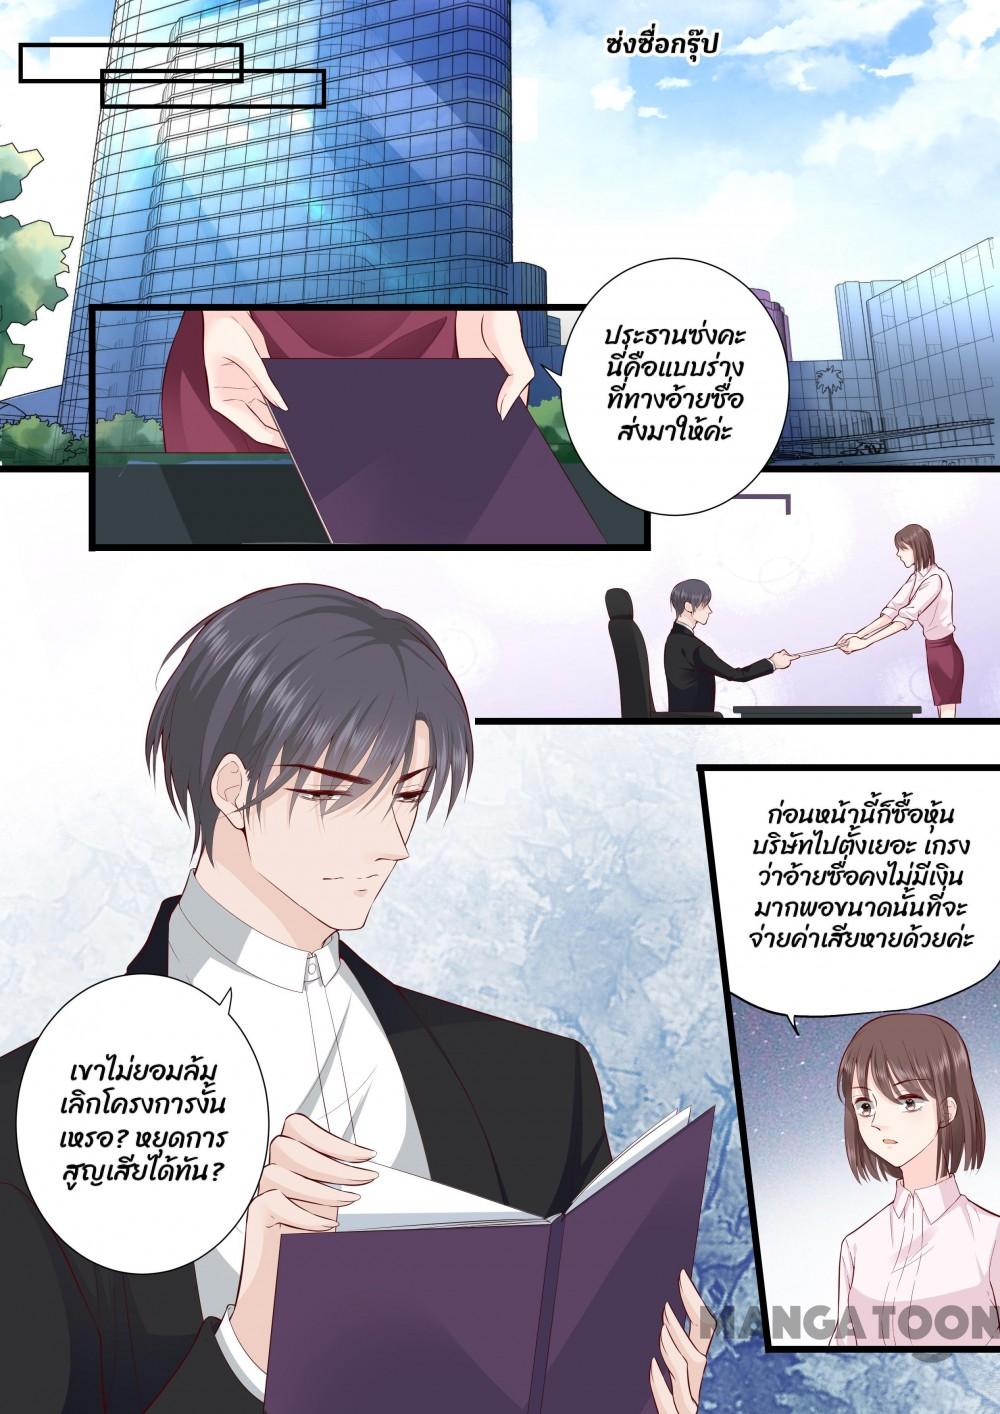 ซ่งซื่อกรุ๊ป
ประธานซ่งคะ
นี่คือแบบร่าง
ที่ทางอ้ายซื่อ
ส่งมาให้ค่ะ
ก่อนหน้านี้ก็ซื้อหุ้น
บริษัทไปตั้งเยอะ เกรง
ว่าอ้ายซื่อคงไม่มีเงิน
มากพอขนาดนั้นที่จะ
จ่ายค่าเสียหายด้วยค่ะ
เขาไม่ยอมล้ม
เลิกโครงการงั้น
เหรอ? หยุดการ
สูญเสียได้ทัน?
MANGATOON